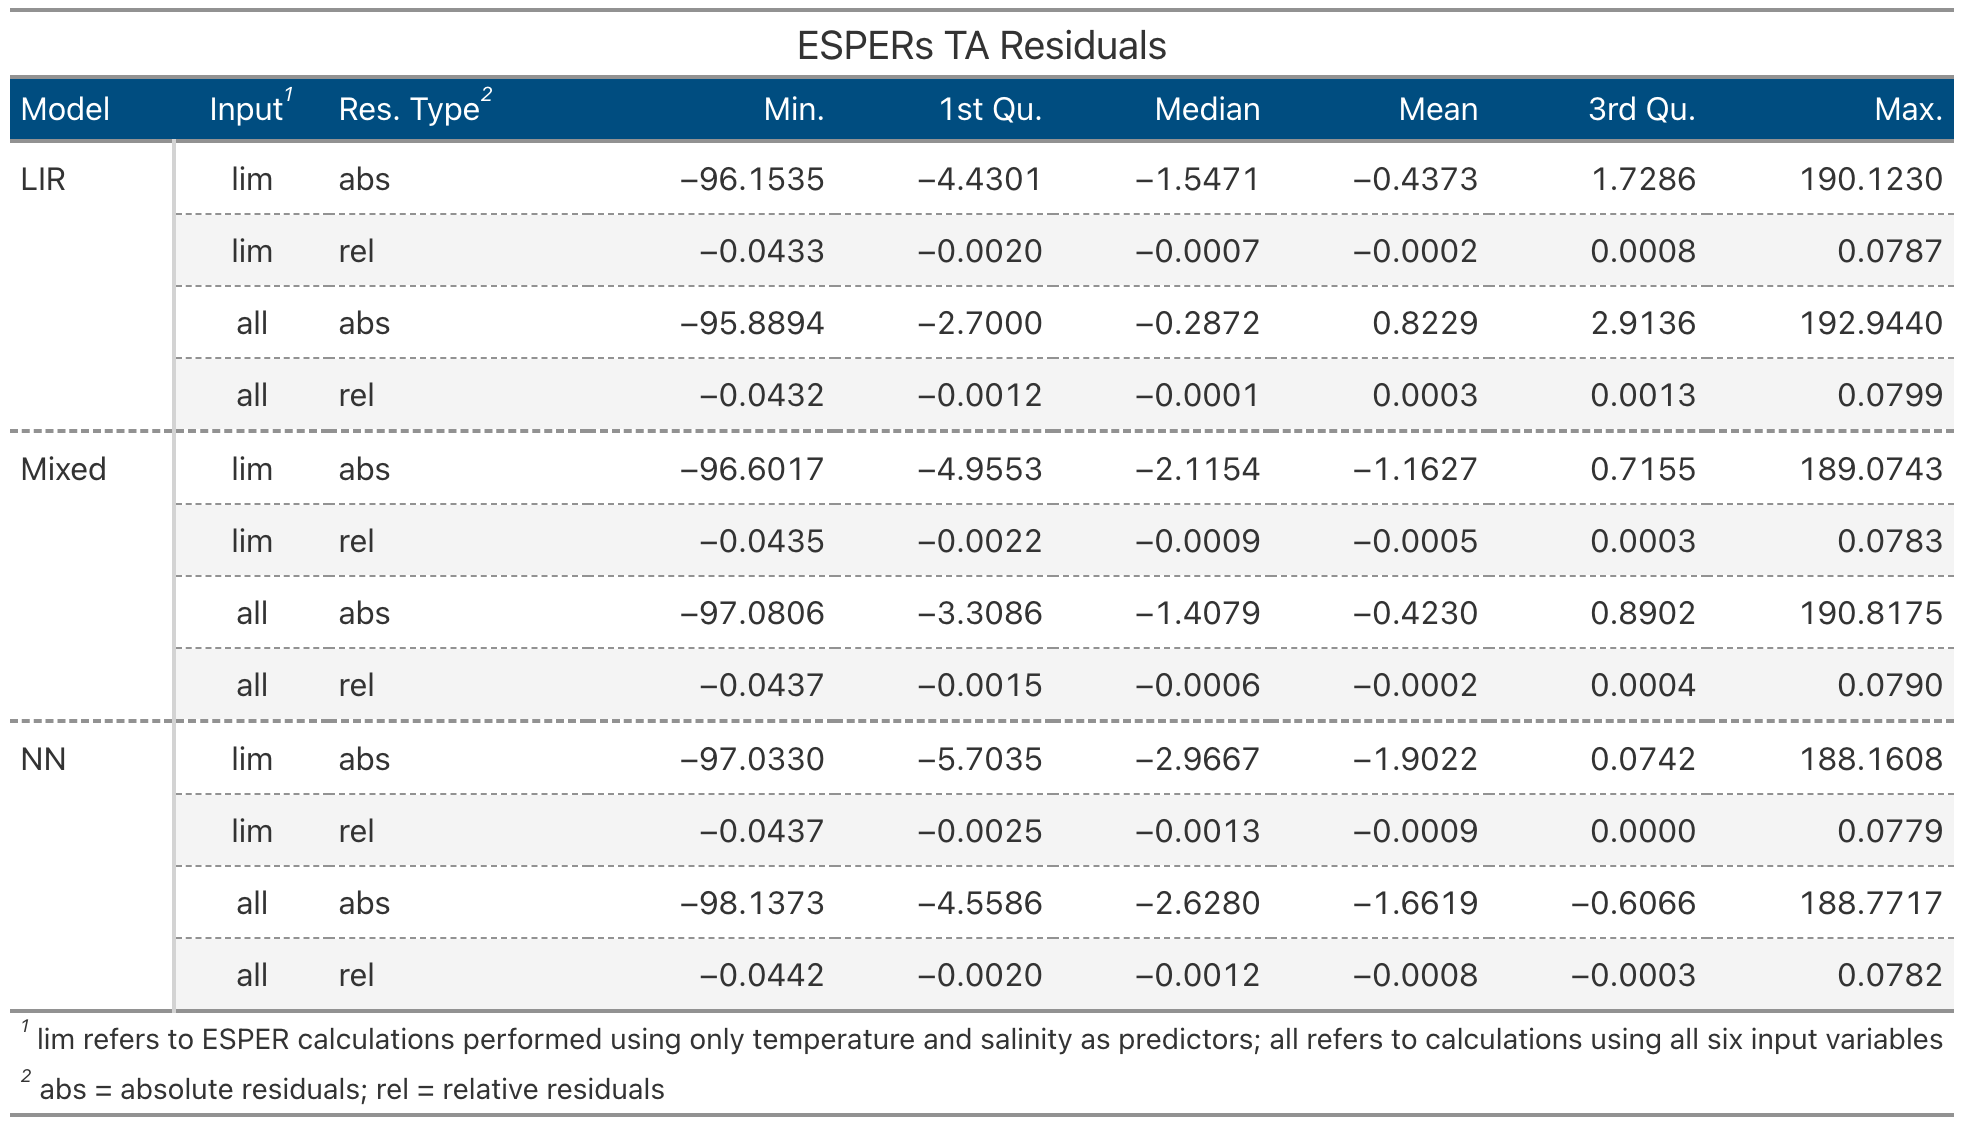 ESPERs TA Residuals
Model Input1 Res. Type2 Min. 1st Qu. Median Mean 3rd Qu. Max.
LIR lim abs −96.1535 −4.4301 −1.5471 −0.4373 1.7286 190.1230
lim rel −0.0433 −0.0020 −0.0007 −0.0002 0.0008 0.0787
all abs −95.8894 −2.7000 −0.2872 0.8229 2.9136 192.9440
all rel −0.0432 −0.0012 −0.0001 0.0003 0.0013 0.0799
Mixed lim abs −96.6017 −4.9553 −2.1154 −1.1627 0.7155 189.0743
lim rel −0.0435 −0.0022 −0.0009 −0.0005 0.0003 0.0783
all abs −97.0806 −3.3086 −1.4079 −0.4230 0.8902 190.8175
all rel −0.0437 −0.0015 −0.0006 −0.0002 0.0004 0.0790
NN lim abs −97.0330 −5.7035 −2.9667 −1.9022 0.0742 188.1608
lim rel −0.0437 −0.0025 −0.0013 −0.0009 0.0000 0.0779
all abs −98.1373 −4.5586 −2.6280 −1.6619 −0.6066 188.7717
all rel −0.0442 −0.0020 −0.0012 −0.0008 −0.0003 0.0782
1 lim refers to ESPER calculations performed using only temperature and salinity as predictors; all refers to calculations using all six input variables
2 abs = absolute residuals; rel = relative residuals